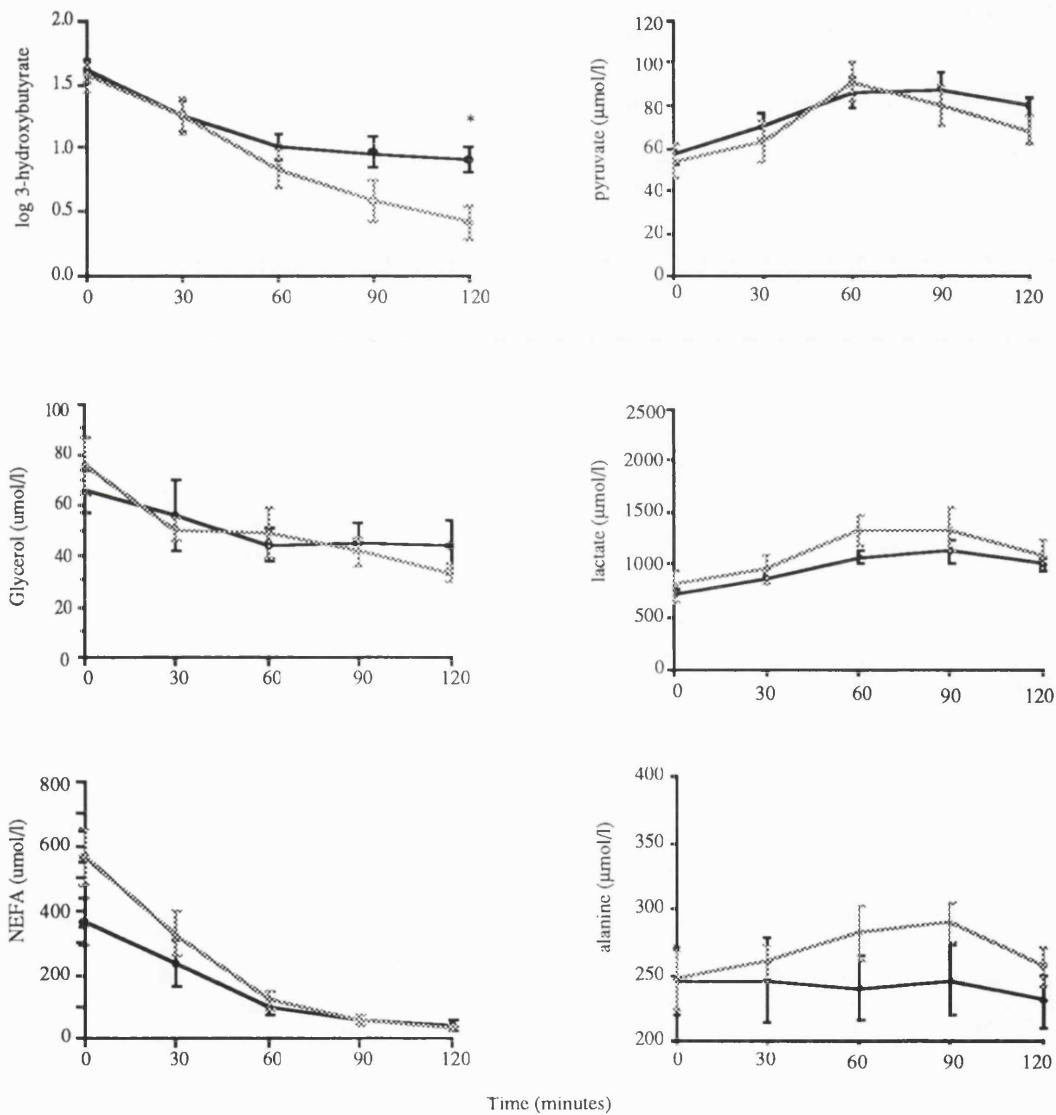 log 3-hydroxybutyrate
2.0
1.5
1.0
0.5
0.0
*
0 30 60 90 120
pyruvate (µmol/l)
120
100
80
60
40
20
0
0 30 60 90 120
Glycerol (umol/l)
100
80
60
40
20
0
0 30 60 90 120
lactate (µmol/l)
2500
2000
1500
1000
500
0
0 30 60 90 120
NEFA (umol/l)
800
600
400
200
0
0 30 60 90 120
alanine (µmol/l)
400
350
300
250
200
0 30 60 90 120
Time (minutes)